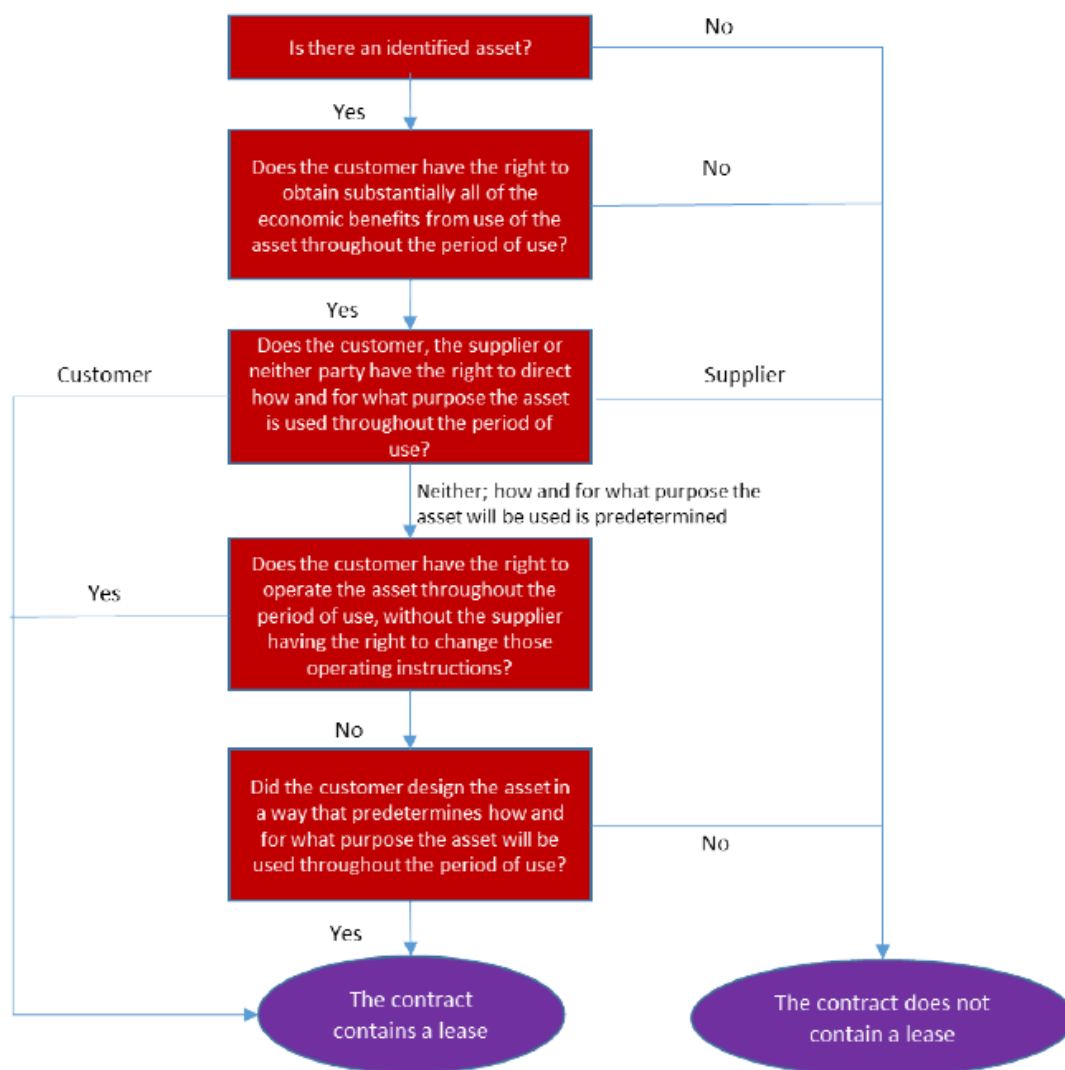 Is there an identified asset?
No
Yes
Does the customer have the right to
obtain substantially all of the
economic benefits from use of the
asset throughout the period of use?
No
Yes
Does the customer, the supplier or
neither party have the right to direct
how and for what purpose the asset
is used throughout the period of
use?
Customer
Supplier
Neither; how and for what purpose the
asset will be used is predetermined
Does the customer have the right to
operate the asset throughout the
period of use, without the supplier
having the right to change those
operating instructions?
Yes
No
Did the customer design the asset in
a way that predetermines how and
for what purpose the asset will be
used throughout the period of use?
No
Yes
The contract
contains a lease
The contract does not
contain a lease